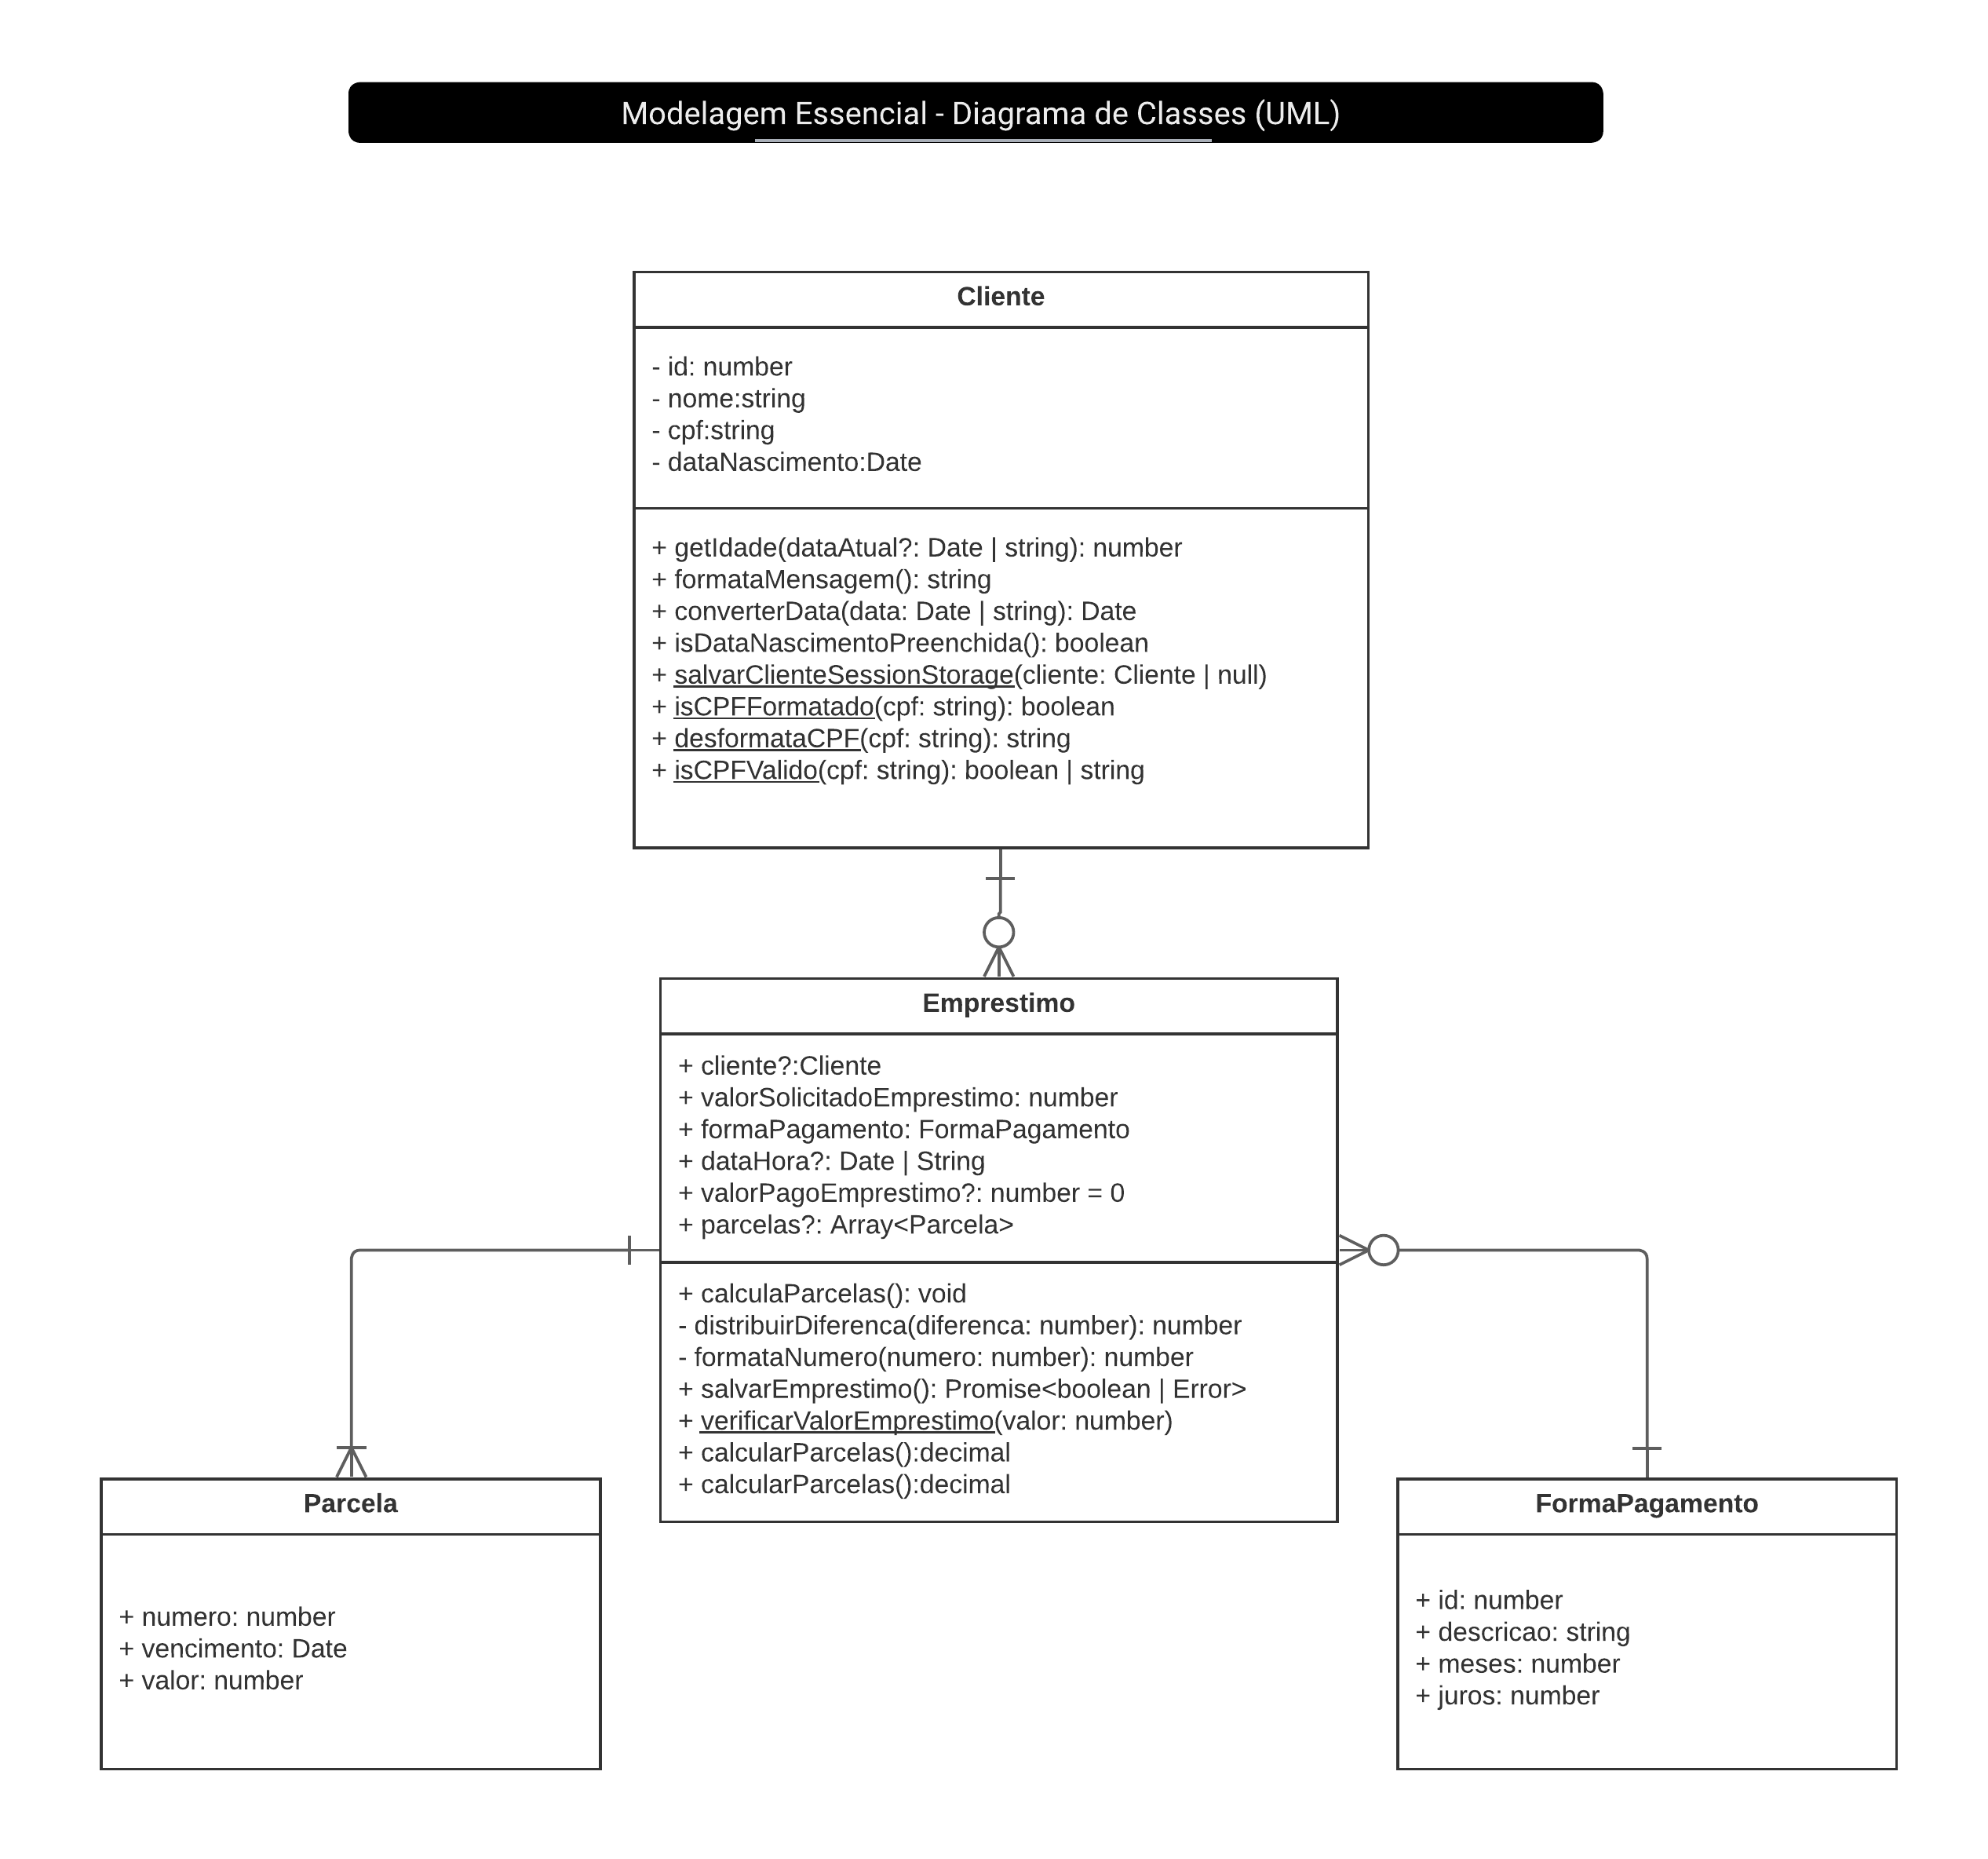 Modelagem Essencial - Diagrama de Classes (UML)
Cliente
- id: number
- nome:string
- cpf:string
- dataNascimento:Date
+ getIdade(dataAtual?: Date | string): number
+ formataMensagem(): string
+ converterData(data: Date | string): Date
+ isDataNascimentoPreenchida(): boolean
+ salvarClienteSessionStorage(cliente: Cliente | null)
+ isCPFFormatado(cpf: string): boolean
+ desformataCPF(cpf: string): string
+ isCPFValido(cpf: string): boolean | string
Emprestimo
+ cliente?:Cliente
+ valorSolicitadoEmprestimo: number
+ formaPagamento: FormaPagamento
+ dataHora?: Date | String
+ valorPagoEmprestimo?: number = 0
+ parcelas?: Array<Parcela>
+ calculaParcelas(): void
- distribuirDiferenca(diferenca: number): number
- formataNumero(numero: number): number
+ salvarEmprestimo(): Promise<boolean | Error>
+ verificarValorEmprestimo(valor: number)
+ calcularParcelas():decimal
+ calcularParcelas():decimal
Parcela
+ numero: number
+ vencimento: Date
+ valor: number
FormaPagamento
+ id: number
+ descricao: string
+ meses: number
+ juros: number